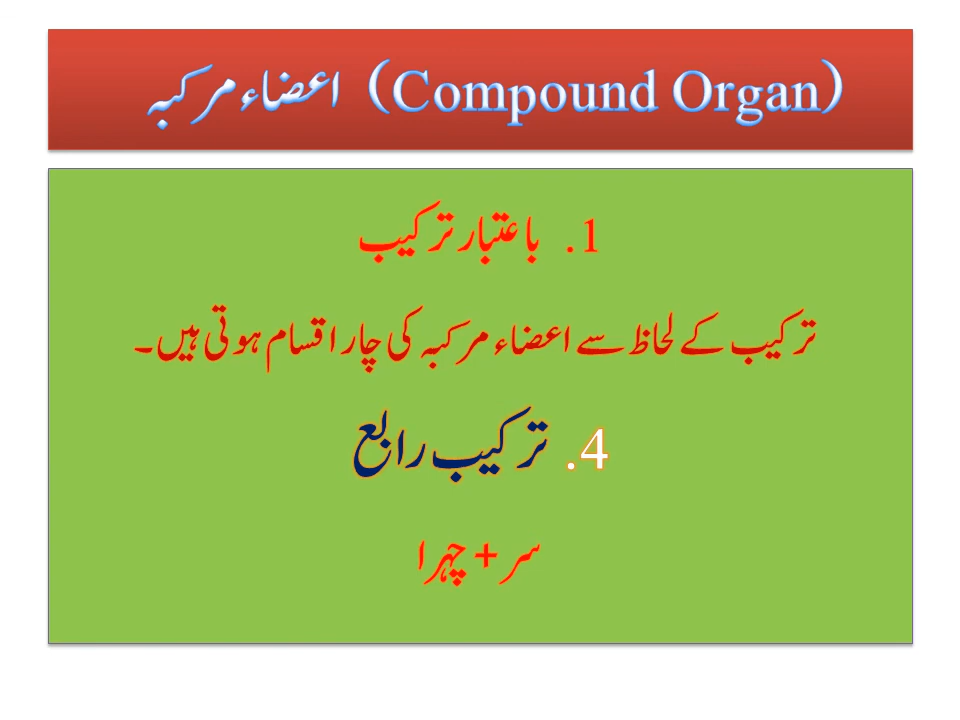 اعضاء مرکبہ (Compound Organ)
1. باعتبار ترکیب
ترکیب کے لحاظ سے اعضاء مرکبہ کی چار اقسام ہوتی ہیں۔
4. ترکیب رابع
سر + چہرا